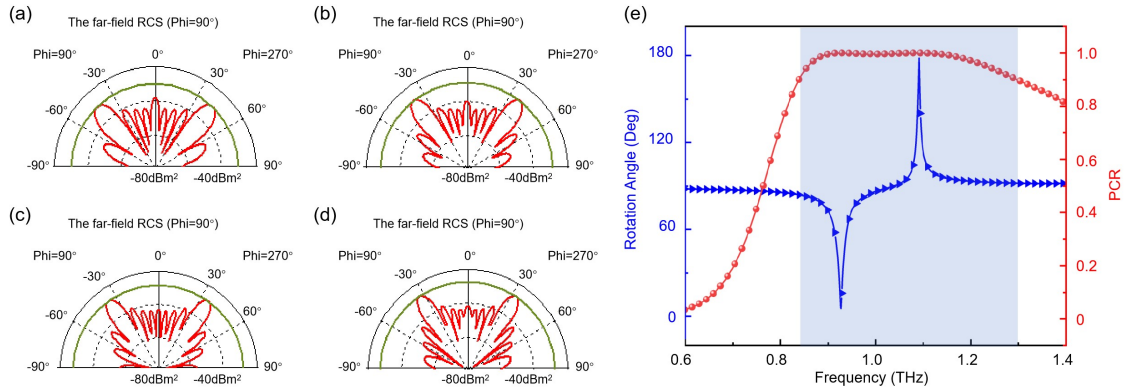 (a)
The far-field RCS (Phi=90°)
Phi=90° 0° Phi=270°
-30° 30°
-60° 60°
-90° 90°
-80dBm² -40dBm²
(b)
The far-field RCS (Phi=90°)
Phi=90° 0° Phi=270°
-30° 30°
-60° 60°
-90° 90°
-80dBm² -40dBm²
(c)
The far-field RCS (Phi=90°)
Phi=90° 0° Phi=270°
-30° 30°
-60° 60°
-90° 90°
-80dBm² -40dBm²
(d)
The far-field RCS (Phi=90°)
Phi=90° 0° Phi=270°
-30° 30°
-60° 60°
-90° 90°
-80dBm² -40dBm²
(e)
Rotation Angle (Deg)
180
120
60
0
PCR
1.0
0.8
0.6
0.4
0.2
0
0.6 0.8 1.0 1.2 1.4
Frequency (THz)